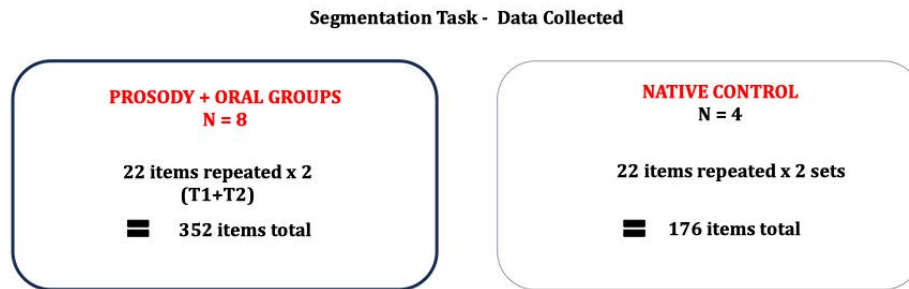 Segmentation Task - Data Collected
PROSODY + ORAL GROUPS
N = 8
22 items repeated x 2
(T1+T2)
= 352 items total
NATIVE CONTROL
N = 4
22 items repeated x 2 sets
= 176 items total